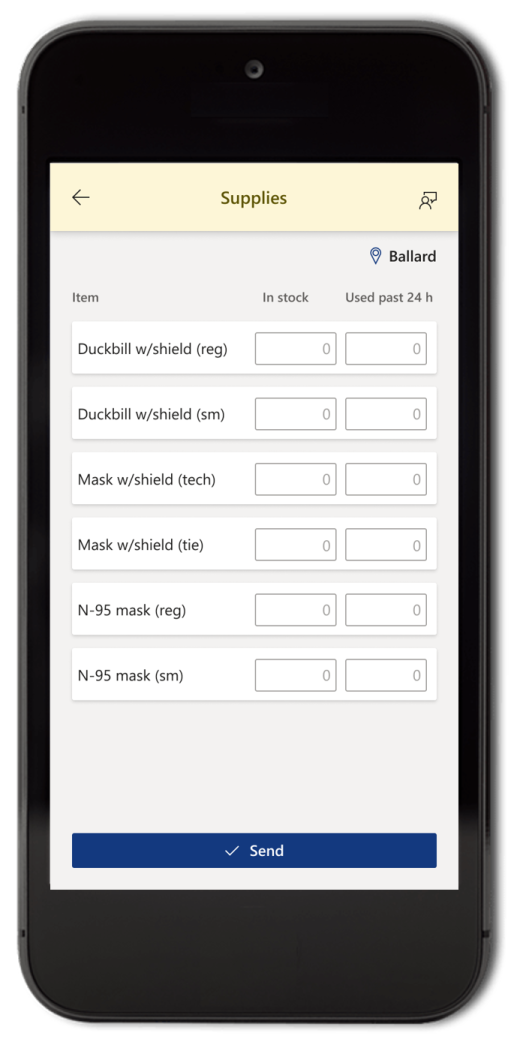 Supplies
Ballard
Item In stock Used past 24 h
Duckbill w/shield (reg) 0 0
Duckbill w/shield (sm) 0 0
Mask w/shield (tech) 0 0
Mask w/shield (tie) 0 0
N-95 mask (reg) 0 0
N-95 mask (sm) 0 0
Send